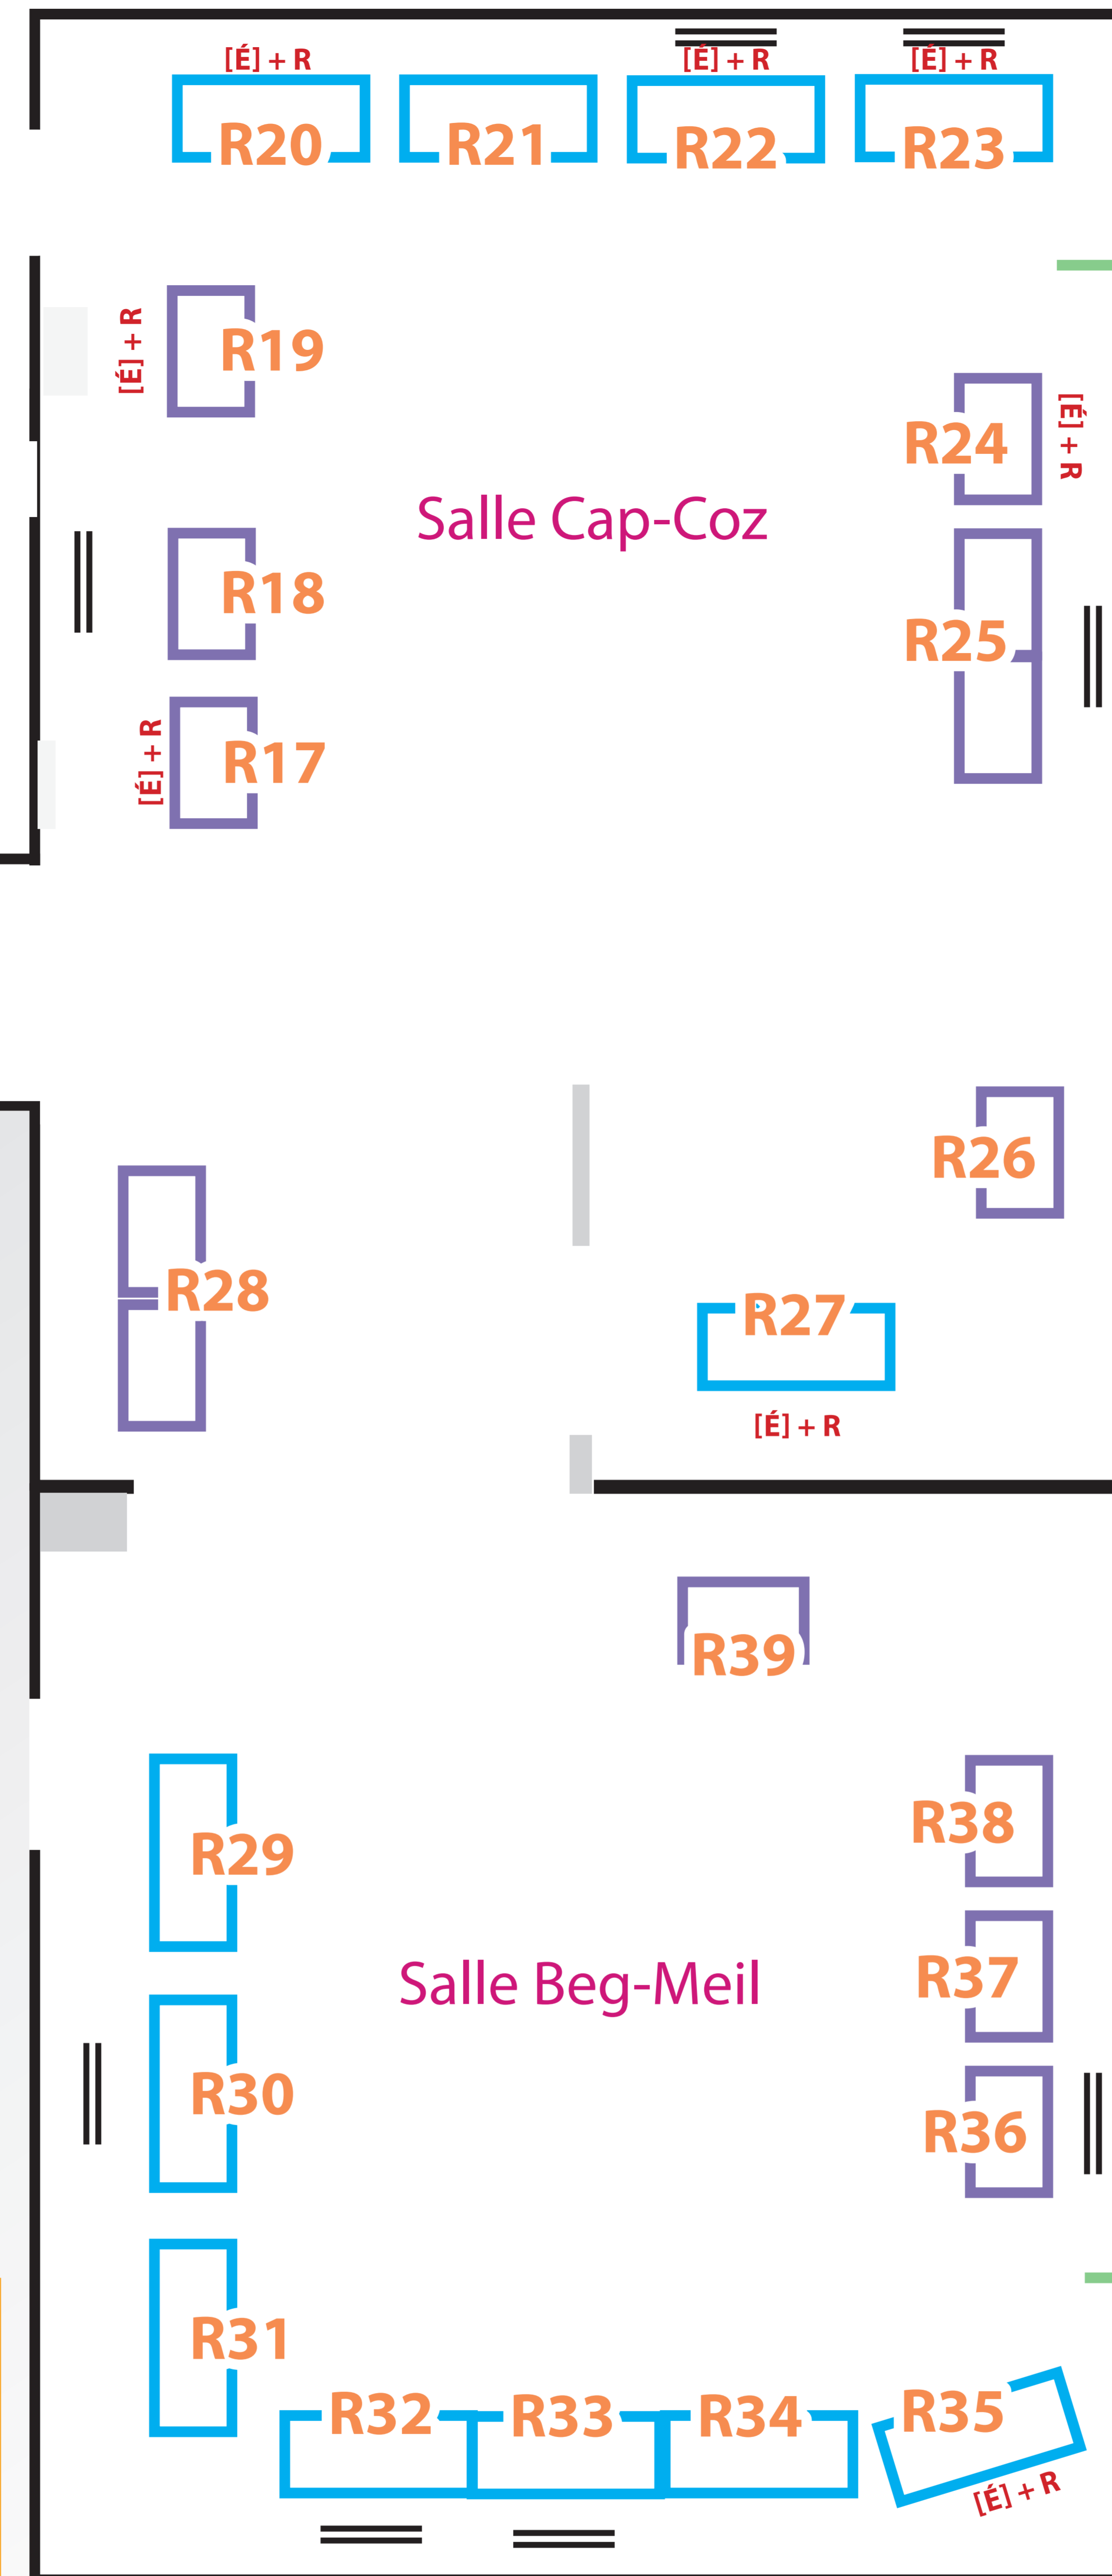 [É] + R
[É] + R
[É] + R
R20
R21
R22
R23
[É] + R
R19
[É] + R
R24
Salle Cap-Coz
R18
R25
[É] + R
R17
R26
R28
R27
[É] + R
R39
R38
R29
R37
Salle Beg-Meil
R30
R36
R31
R32
R33
R34
R35
[É] + R